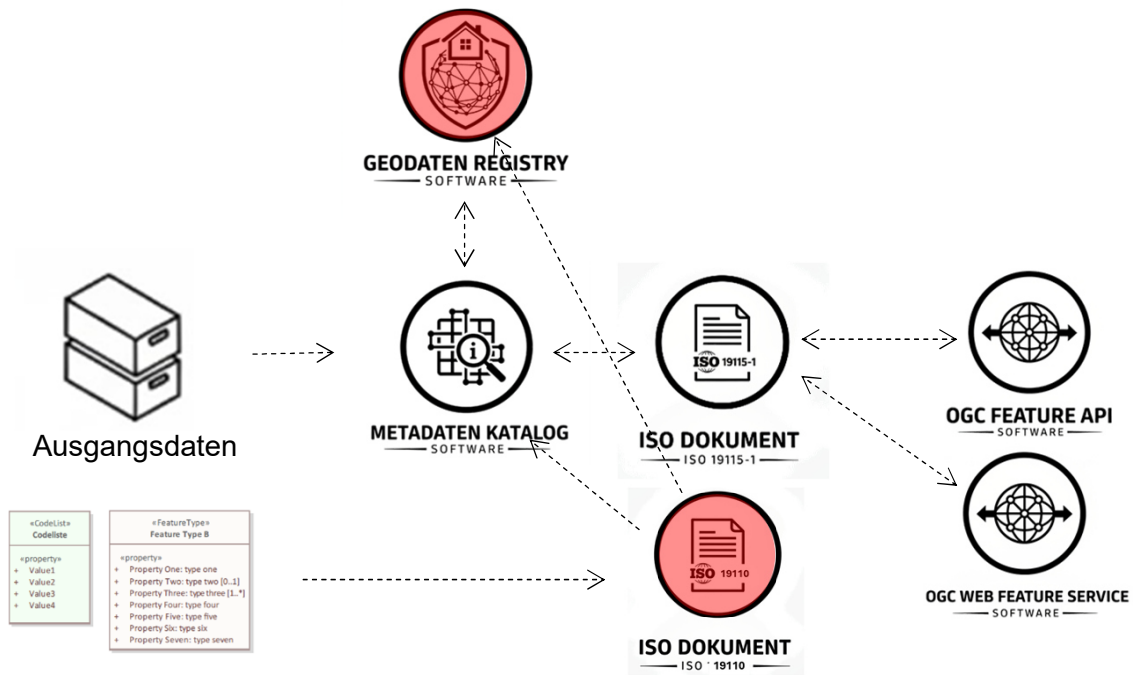 GEODATEN REGISTRY
SOFTWARE
Ausgangsdaten
METADATEN KATALOG
SOFTWARE
ISO 19115-1
ISO DOKUMENT
ISO 19115-1
OGC FEATURE API
SOFTWARE
«CodeList»
Codeliste
«property»
+ Value1
+ Value2
+ Value3
+ Value4
«FeatureType»
Feature Type B
«property»
+ Property One: type one
+ Property Two: type two [0..1]
+ Property Three: type three [1..*]
+ Property Four: type four
+ Property Five: type five
+ Property Six: type six
+ Property Seven: type seven
ISO 19110
ISO DOKUMENT
ISO 19110
OGC WEB FEATURE SERVICE
SOFTWARE